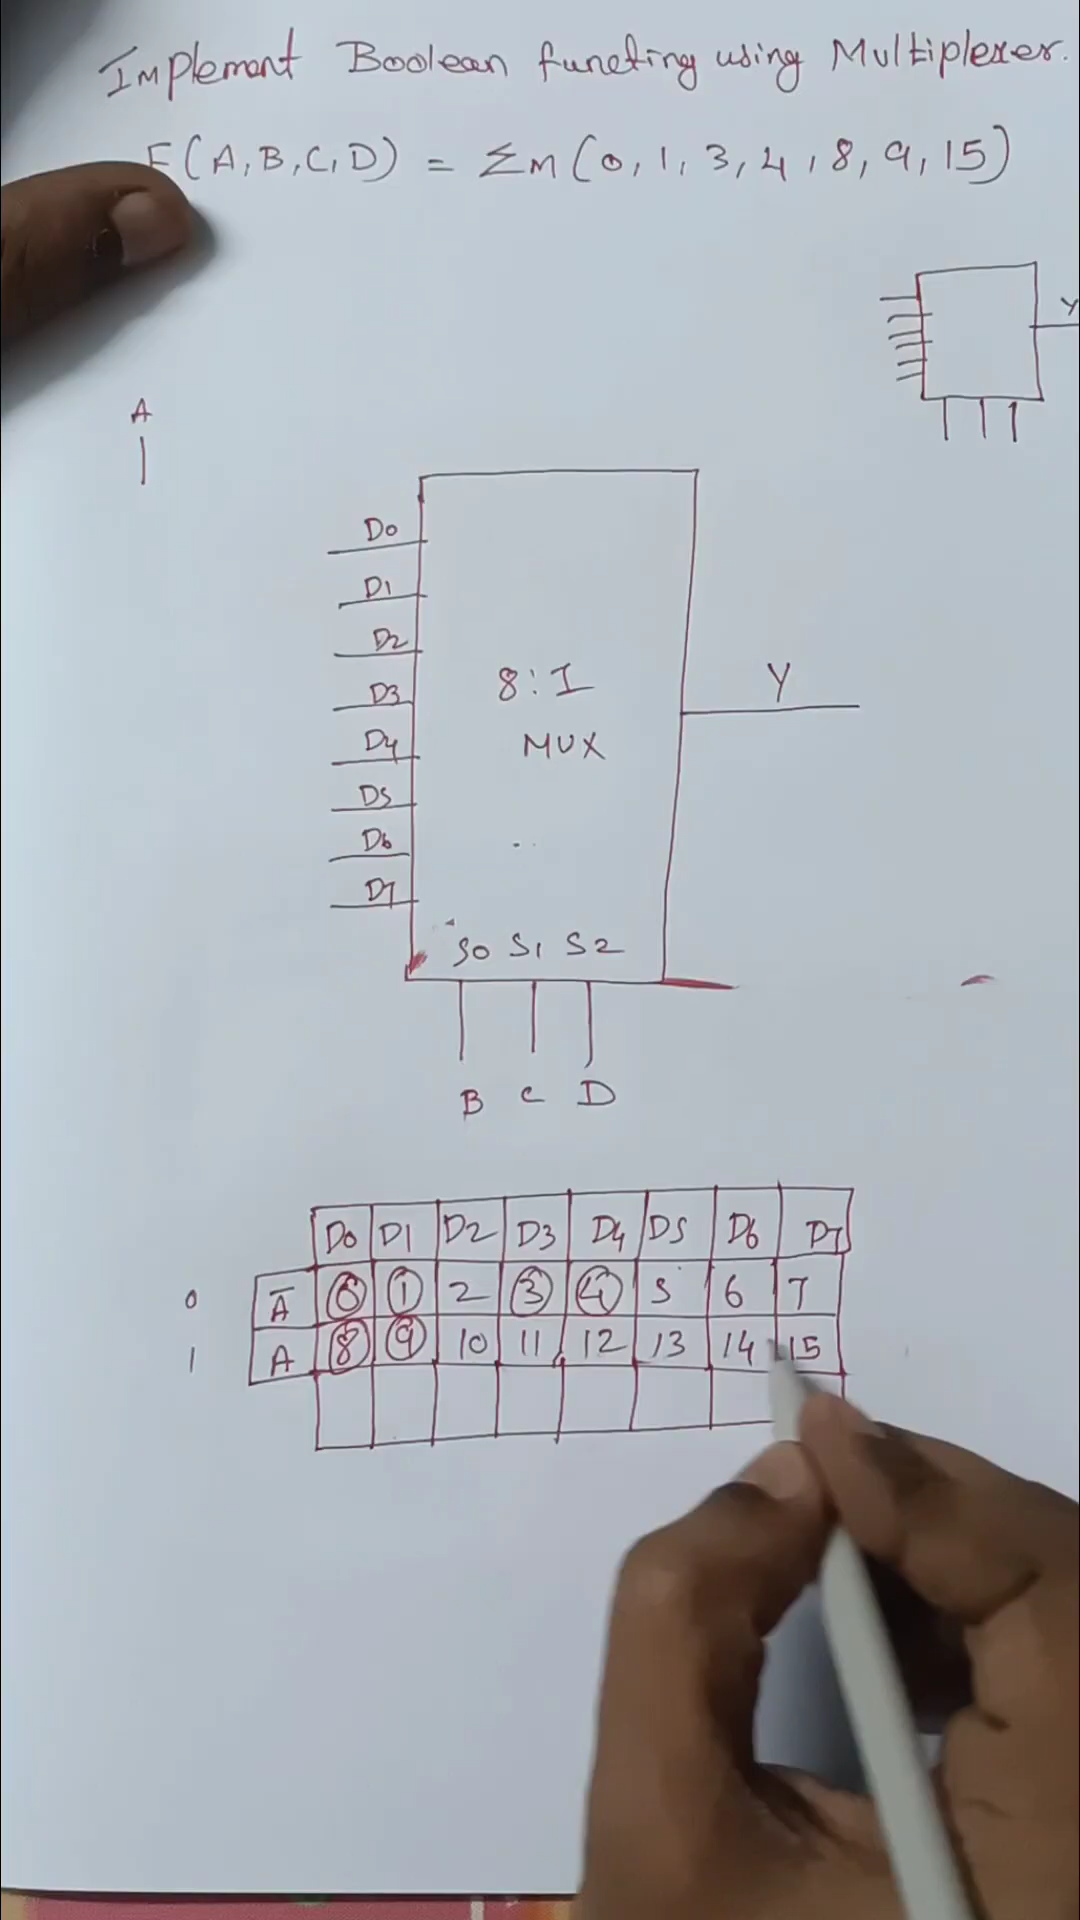 Implement Boolean functing using Multiplexer.
F(A,B,C,D) = Σm(0,1,3,4,8,9,15)
Y
A
D0
D1
D2
D3
D4
D5
D6
D7
8:1
MUX
Y
S0 S1 S2
B C D
D0 D1 D2 D3 D4 D5 D6 D7
0 Ā 0 1 2 3 4 5 6 7
1 A 8 9 10 11 12 13 14 15